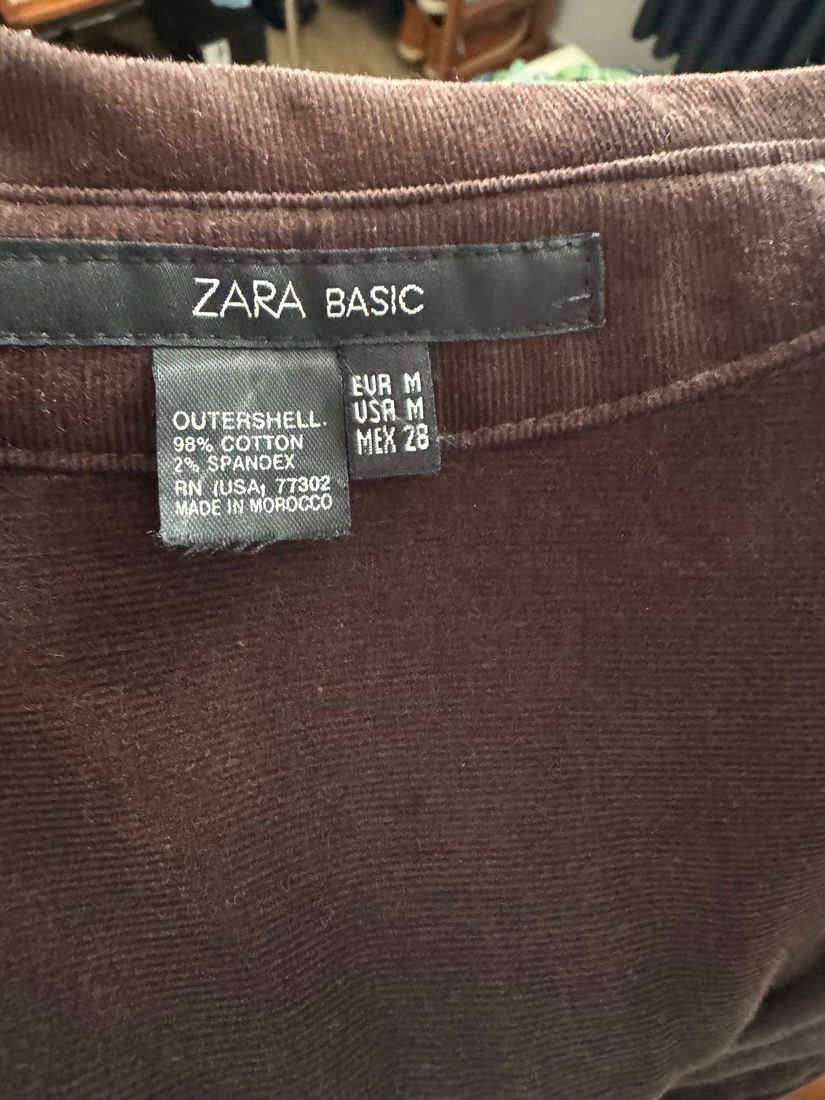 ZARA BASIC
OUTERSHELL.
98% COTTON
2% SPANDEX
RN (USA) 77302
MADE IN MOROCCO
EUR M
USA M
MEX 28